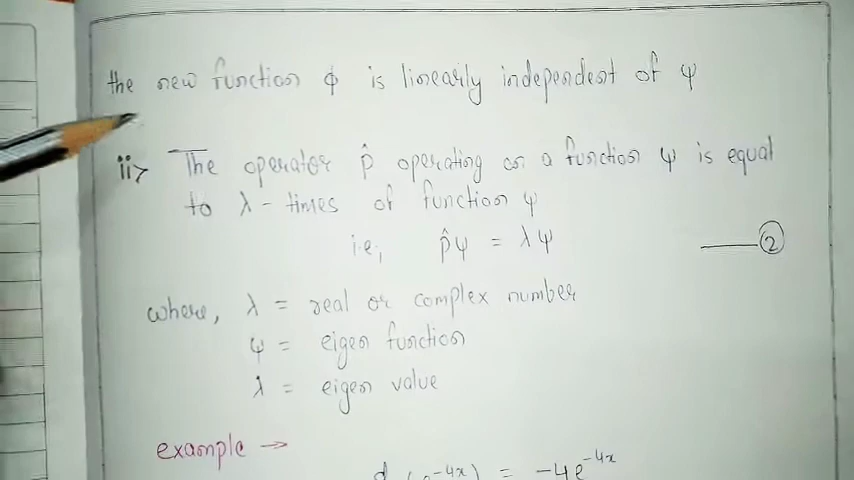 the new function ϕ is linearly independent of ψ
ii> The operator p̂ operating on a function ψ is equal
to λ - times of function ψ
i.e; p̂ψ = λψ —— ②
where, λ = real or complex number
ψ = eigen function
λ = eigen value
example →
d (e⁻⁴ˣ) = -4e⁻⁴ˣ